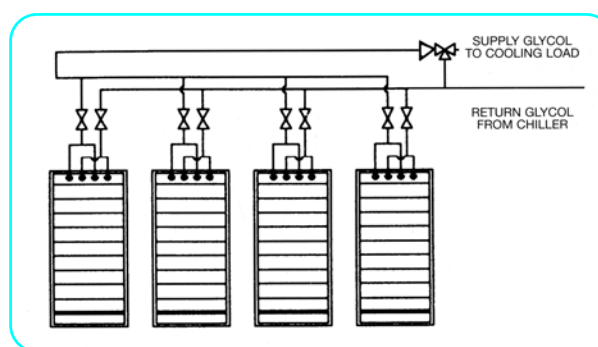 SUPPLY GLYCOL
TO COOLING LOAD
RETURN GLYCOL
FROM CHILLER